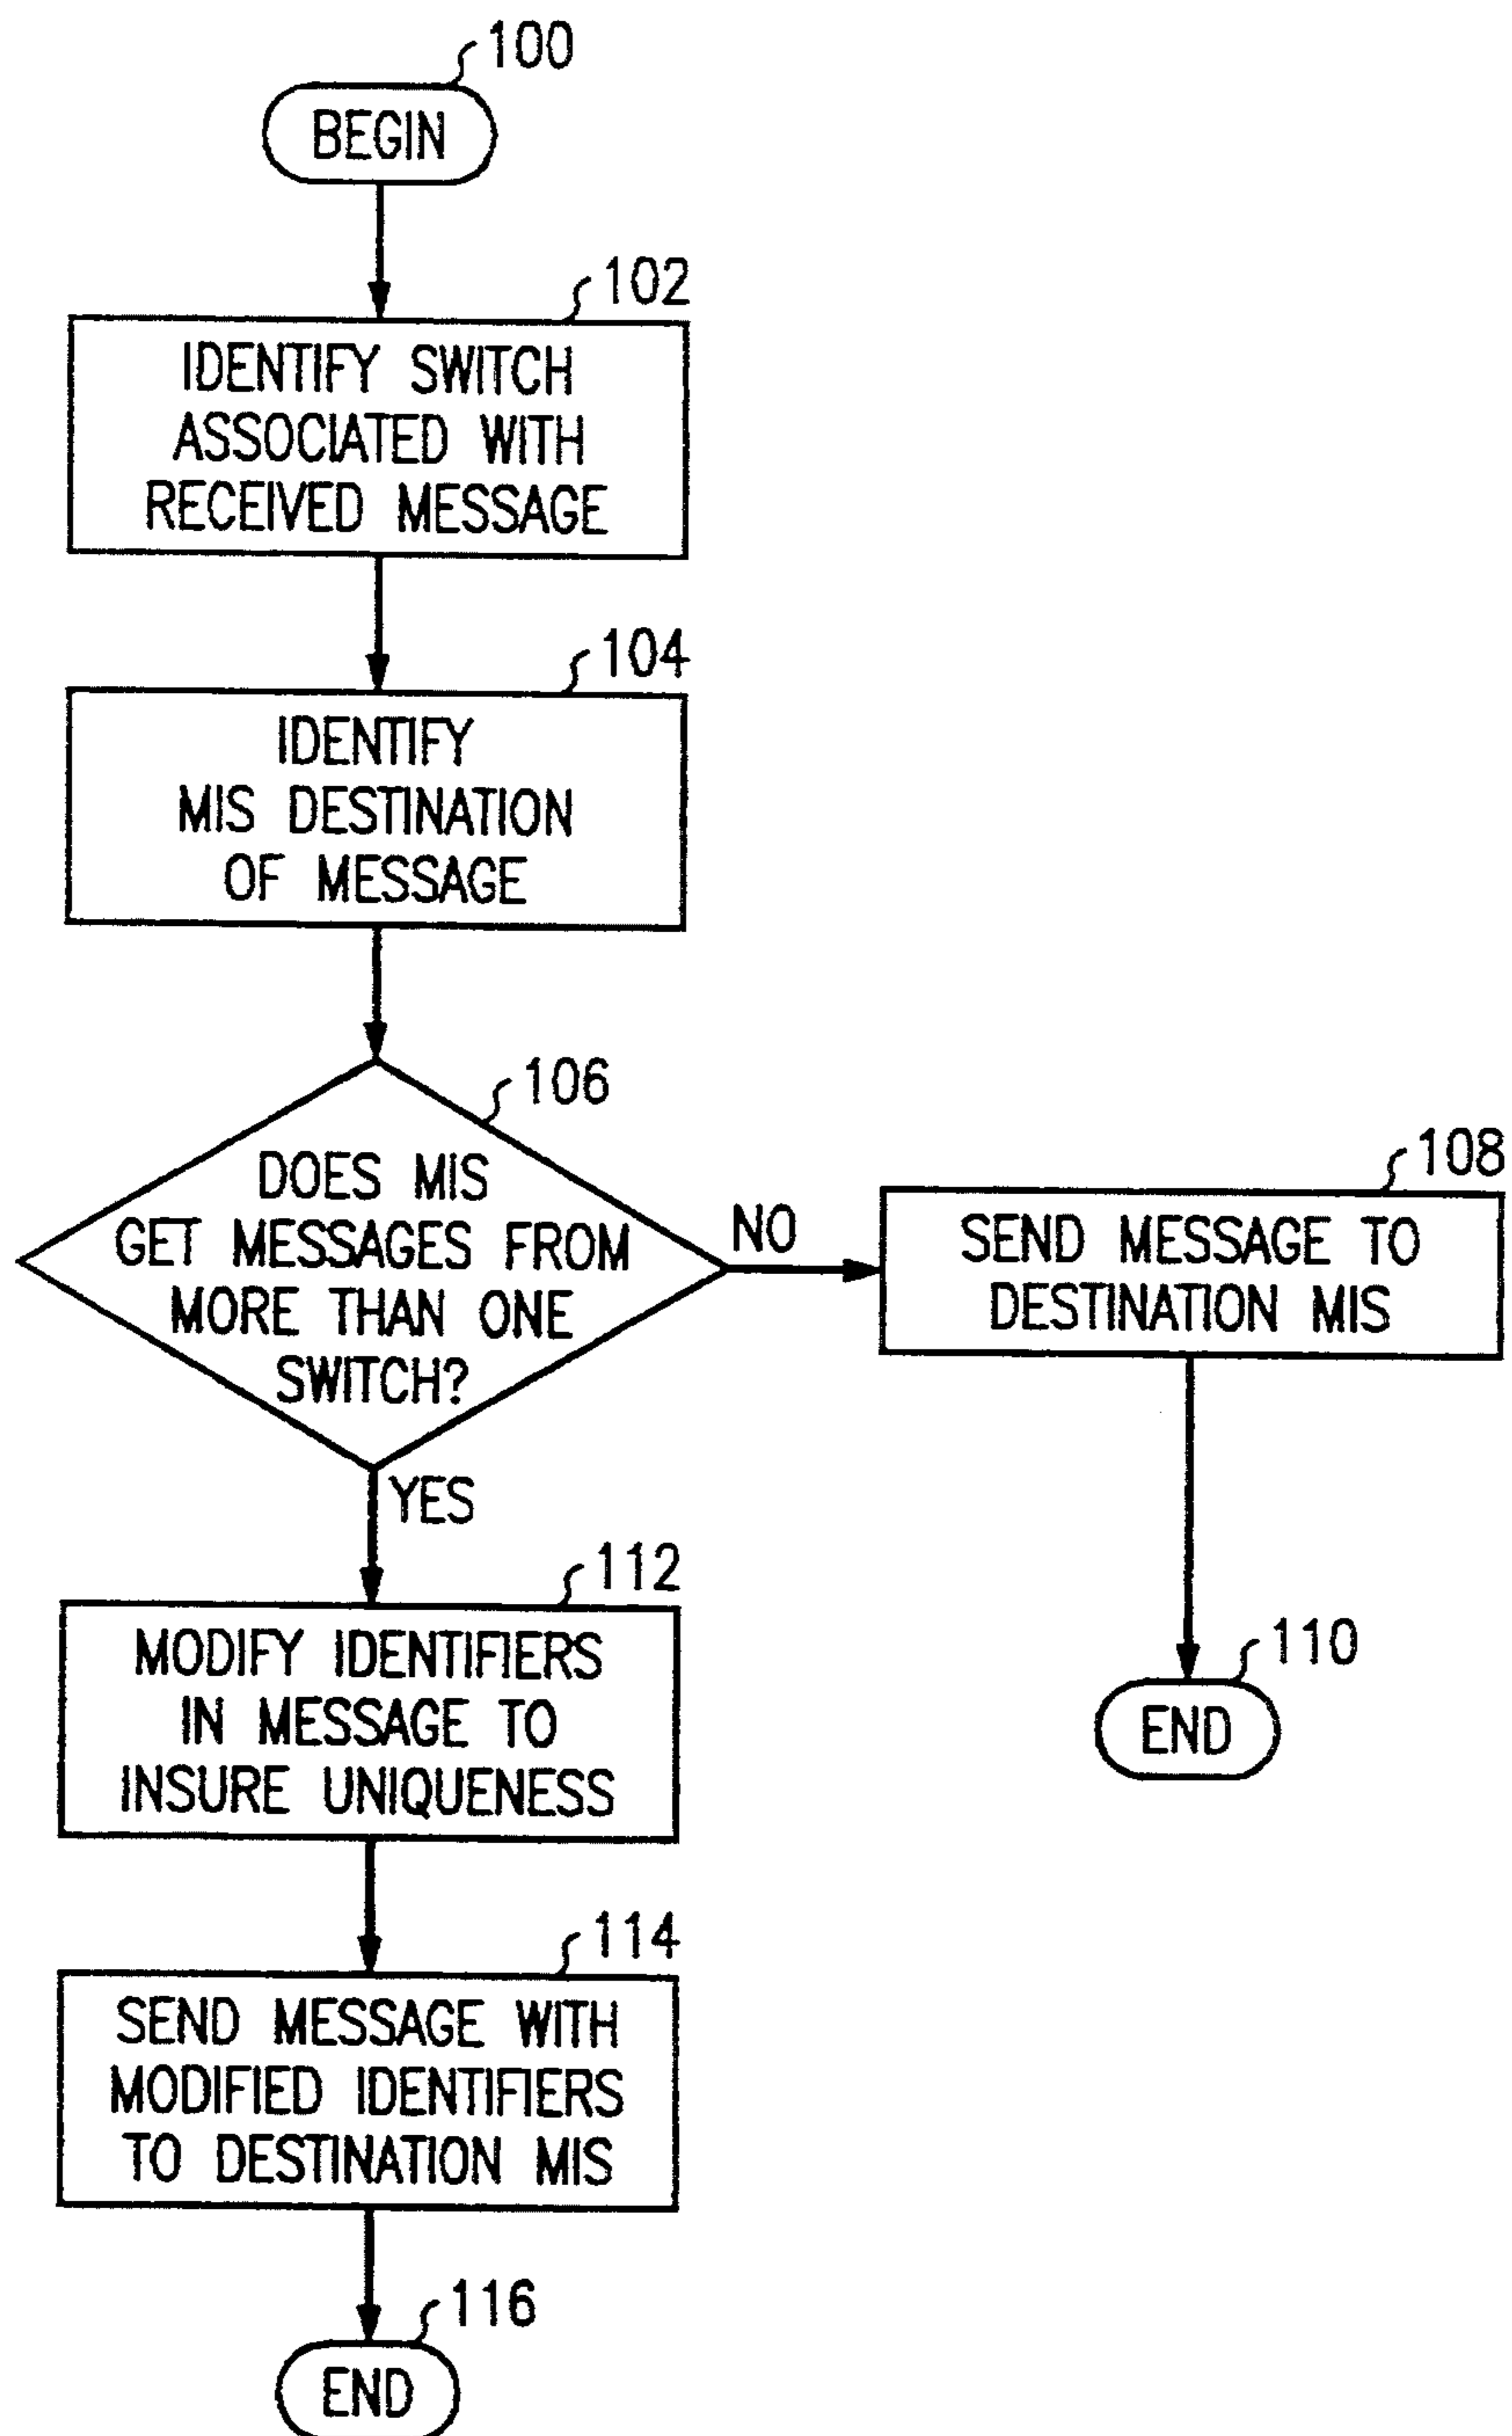 100
BEGIN
102
IDENTIFY SWITCH
ASSOCIATED WITH
RECEIVED MESSAGE
104
IDENTIFY
MIS DESTINATION
OF MESSAGE
106
DOES MIS
GET MESSAGES FROM
MORE THAN ONE
SWITCH?
NO
108
SEND MESSAGE TO
DESTINATION MIS
110
END
YES
112
MODIFY IDENTIFIERS
IN MESSAGE TO
INSURE UNIQUENESS
114
SEND MESSAGE WITH
MODIFIED IDENTIFIERS
TO DESTINATION MIS
116
END